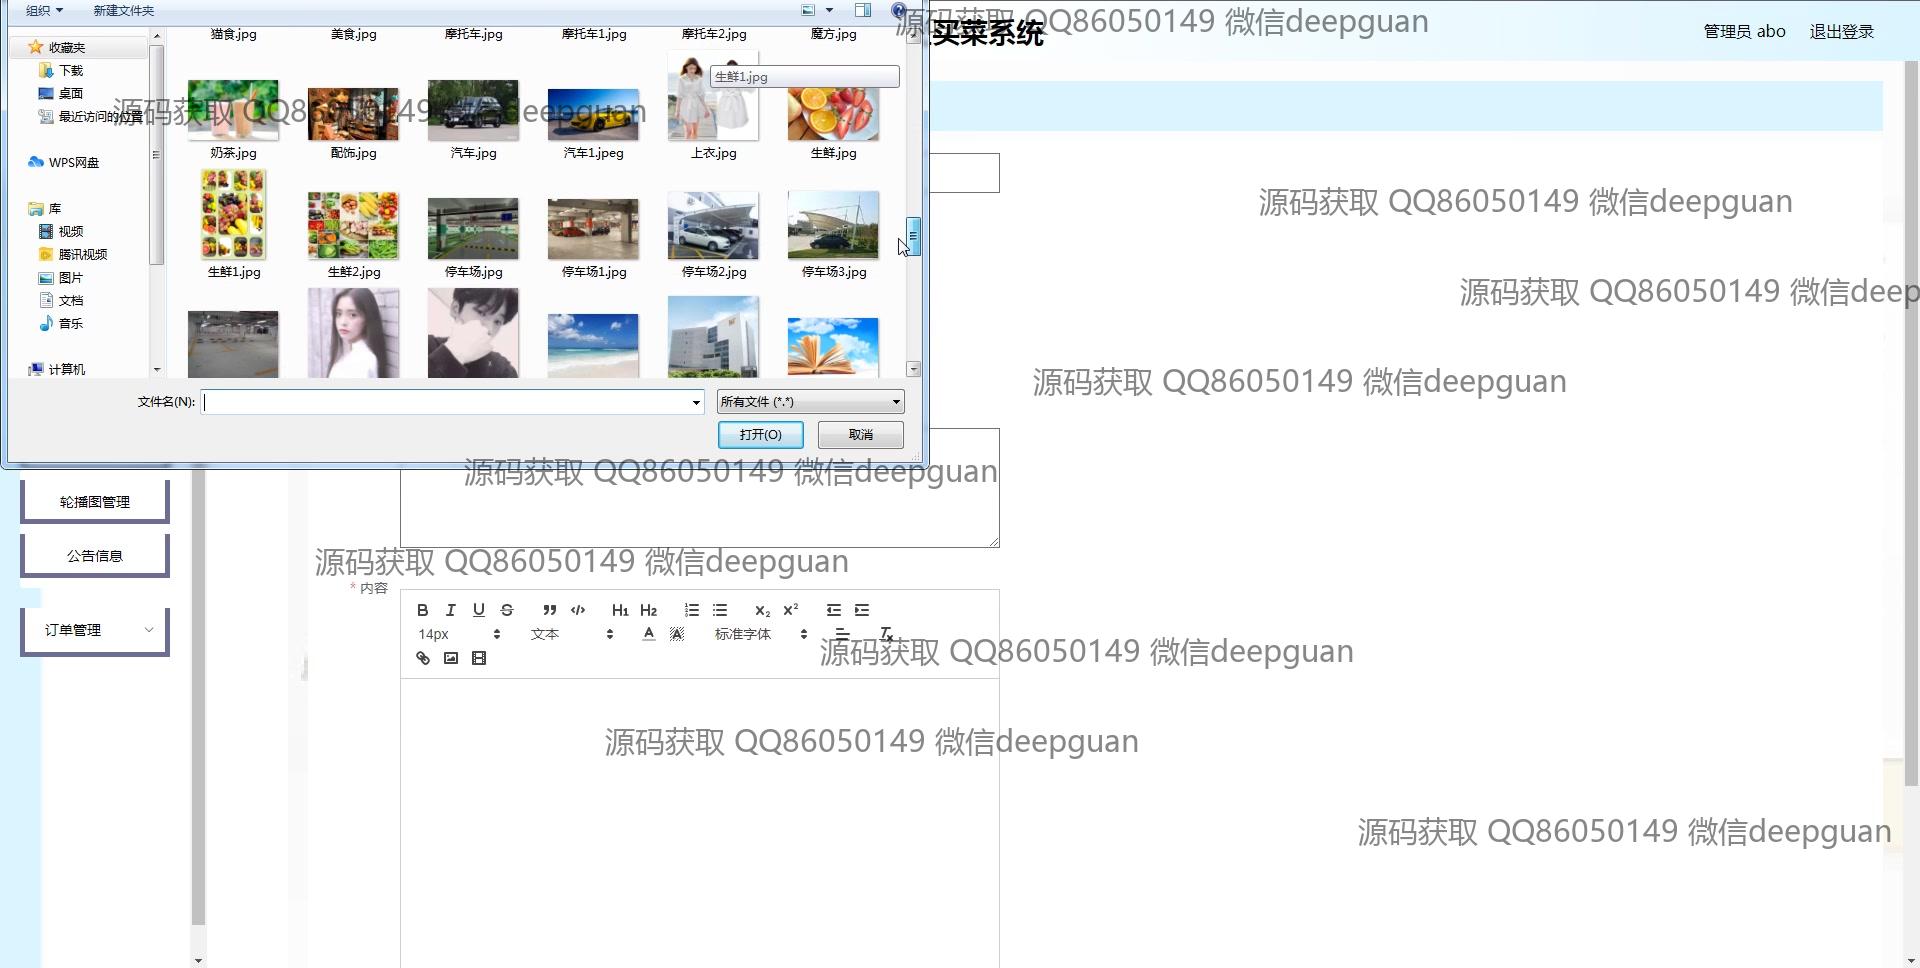 组织 新建文件夹
源码获取 QQ86050149 微信deepguan
买菜系统
管理员 abo 退出登录
收藏夹
下载
桌面
最近访问的位置
WPS网盘
库
视频
腾讯视频
图片
文档
音乐
计算机
猫食.jpg 美食.jpg 摩托车.jpg 摩托车1.jpg 摩托车2.jpg 魔方.jpg
生鲜1.jpg
源码获取 QQ86050149 微信deepguan
奶茶.jpg 配饰.jpg 汽车.jpg 汽车1.jpeg 上衣.jpg 生鲜.jpg
源码获取 QQ86050149 微信deepguan
生鲜1.jpg 生鲜2.jpg 停车场.jpg 停车场1.jpg 停车场2.jpg 停车场3.jpg
源码获取 QQ86050149 微信deep
源码获取 QQ86050149 微信deepguan
文件名(N): 所有文件 (*.*)
打开(O) 取消
源码获取 QQ86050149 微信deepguan
轮播图管理
公告信息
订单管理
源码获取 QQ86050149 微信deepguan
* 内容
B I U S H1 H2 X2 X2
14px 文本 A A 标准字体 Tx
源码获取 QQ86050149 微信deepguan
源码获取 QQ86050149 微信deepguan
源码获取 QQ86050149 微信deepguan